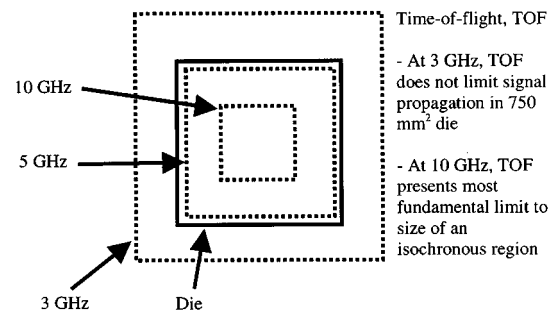 Time-of-flight, TOF
- At 3 GHz, TOF
does not limit signal
propagation in 750
mm² die
- At 10 GHz, TOF
presents most
fundamental limit to
size of an
isochronous region
10 GHz
5 GHz
3 GHz
Die